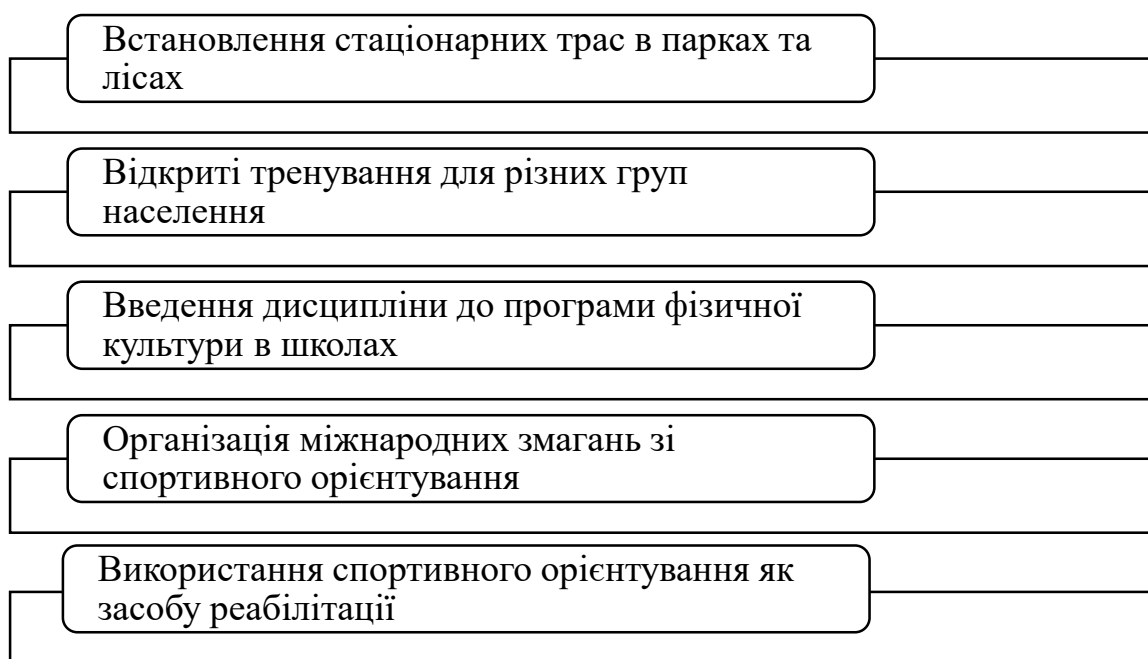 Встановлення стаціонарних трас в парках та
лісах
Відкриті тренування для різних груп
населення
Введення дисципліни до програми фізичної
культури в школах
Організація міжнародних змагань зі
спортивного орієнтування
Використання спортивного орієнтування як
засобу реабілітації